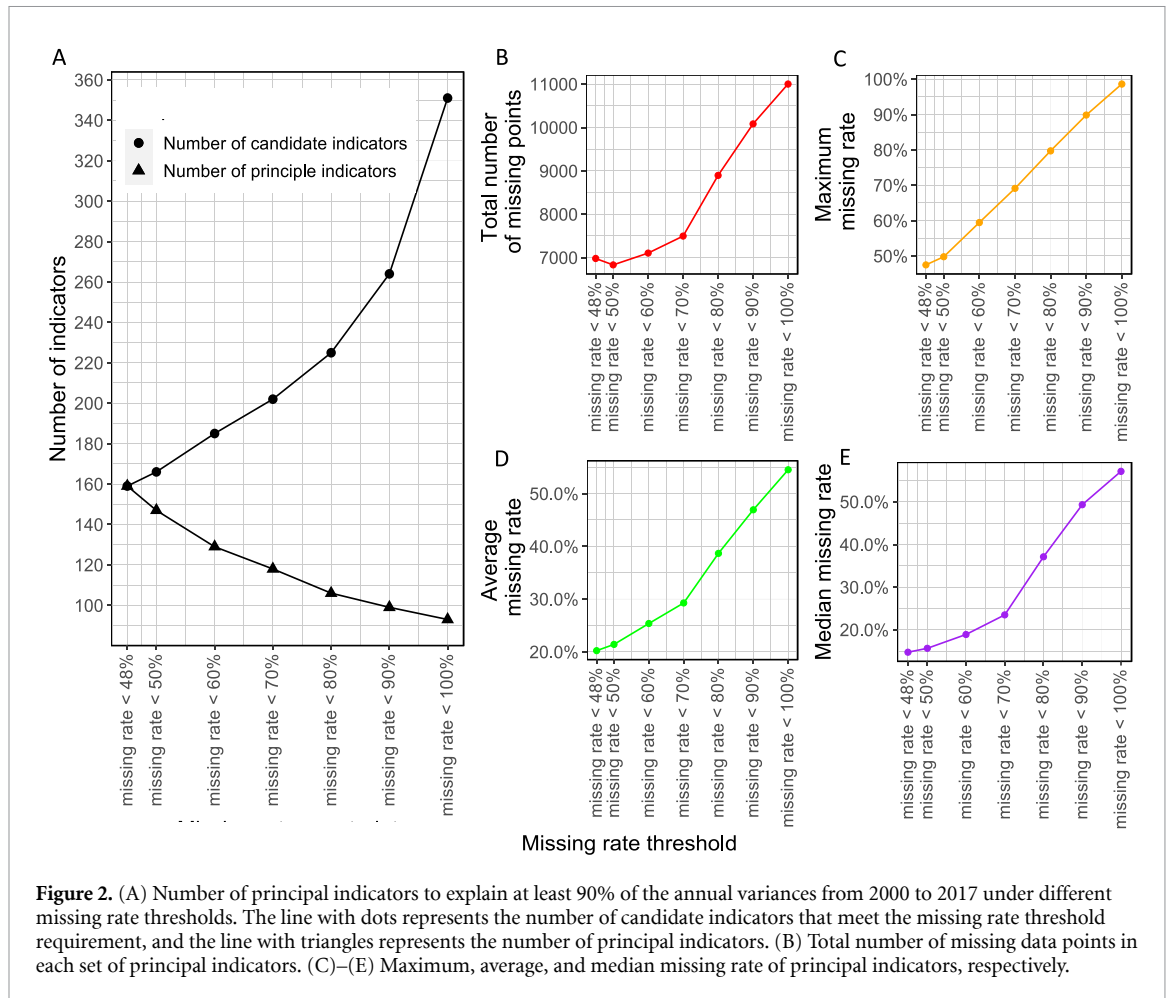 A
360
340
320
300
280
260
240
220
200
180
160
140
120
100
Number of indicators
Number of candidate indicators
Number of principle indicators
missing rate < 48%
missing rate < 50%
missing rate < 60%
missing rate < 70%
missing rate < 80%
missing rate < 90%
missing rate < 100%
B
11000
10000
9000
8000
7000
Total number
of missing points
missing rate < 48%
missing rate < 50%
missing rate < 60%
missing rate < 70%
missing rate < 80%
missing rate < 90%
missing rate < 100%
C
100%
90%
80%
70%
60%
50%
Maximum
missing rate
missing rate < 48%
missing rate < 50%
missing rate < 60%
missing rate < 70%
missing rate < 80%
missing rate < 90%
missing rate < 100%
D
50.0%
40.0%
30.0%
20.0%
Average
missing rate
missing rate < 48%
missing rate < 50%
missing rate < 60%
missing rate < 70%
missing rate < 80%
missing rate < 90%
missing rate < 100%
E
50.0%
40.0%
30.0%
20.0%
Median missing rate
missing rate < 48%
missing rate < 50%
missing rate < 60%
missing rate < 70%
missing rate < 80%
missing rate < 90%
missing rate < 100%
Missing rate threshold
Figure 2. (A) Number of principal indicators to explain at least 90% of the annual variances from 2000 to 2017 under different
missing rate thresholds. The line with dots represents the number of candidate indicators that meet the missing rate threshold
requirement, and the line with triangles represents the number of principal indicators. (B) Total number of missing data points in
each set of principal indicators. (C)–(E) Maximum, average, and median missing rate of principal indicators, respectively.